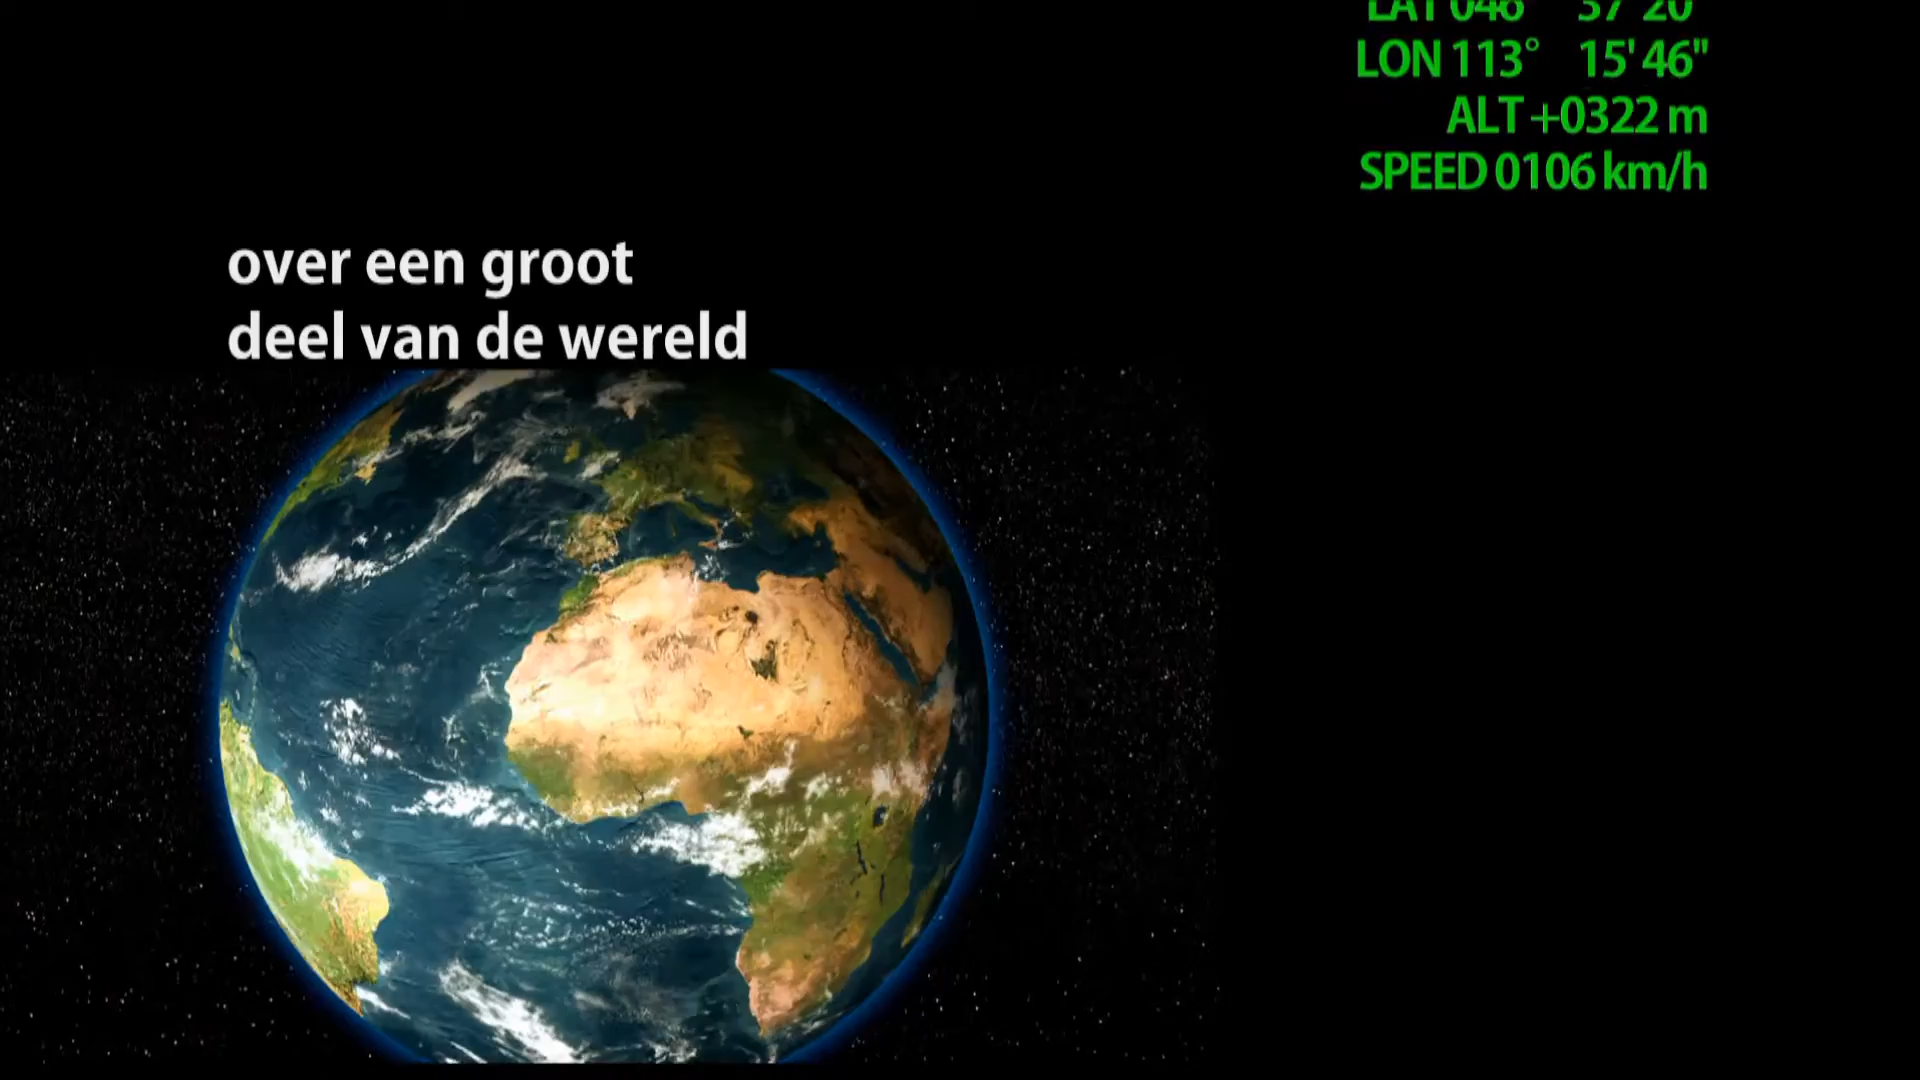 LON 113° 15' 46"
ALT +0322 m
SPEED 0106 km/h
over een groot
deel van de wereld